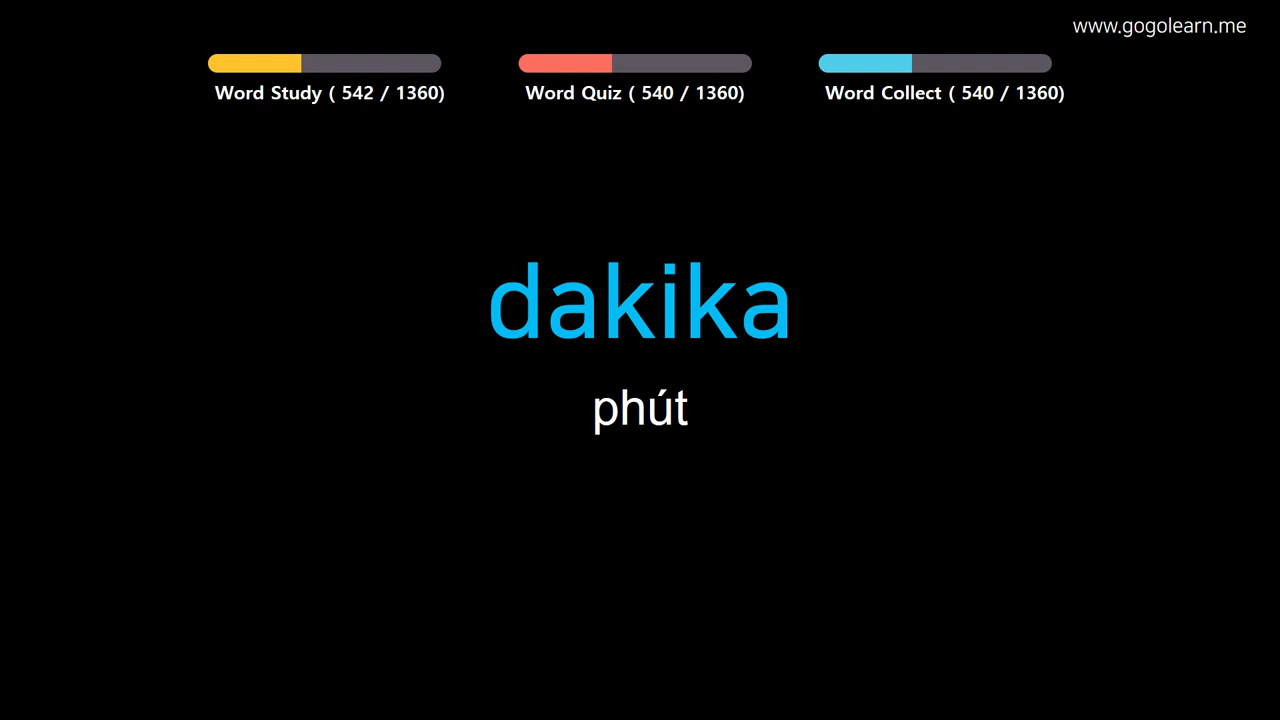 www.gogolearn.me
Word Study ( 542 / 1360)
Word Quiz ( 540 / 1360)
Word Collect ( 540 / 1360)
dakika
phút